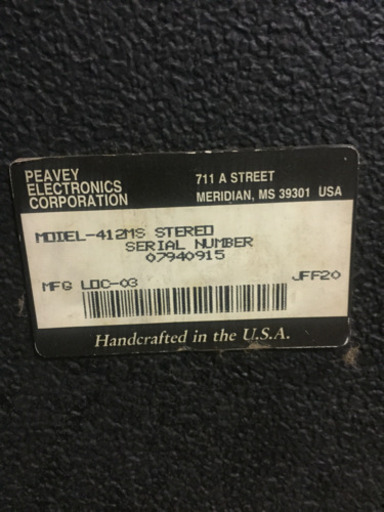 PEAVEY
ELECTRONICS
CORPORATION
711 A STREET
MERIDIAN, MS 39301 USA
MODEL-412MS STEREO
SERIAL NUMBER
07940915
MFG LOC-03
JFF20
Handcrafted in the U.S.A.